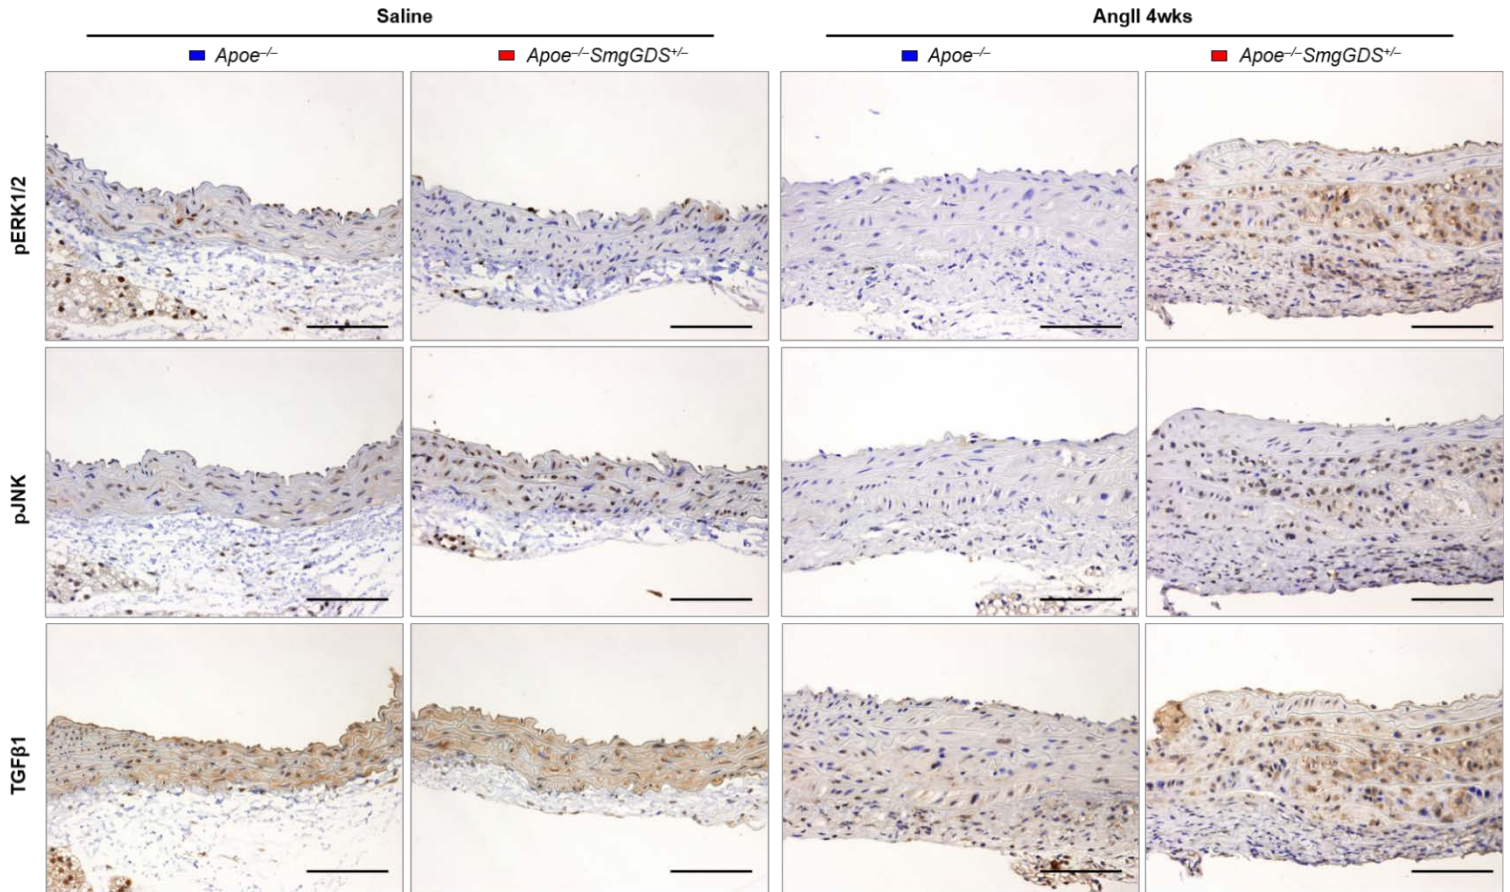 Saline
AngII 4wks
Apoe–/–
Apoe–/–SmgGDS+/–
Apoe–/–
Apoe–/–SmgGDS+/–
pERK1/2
pJNK
TGFβ1